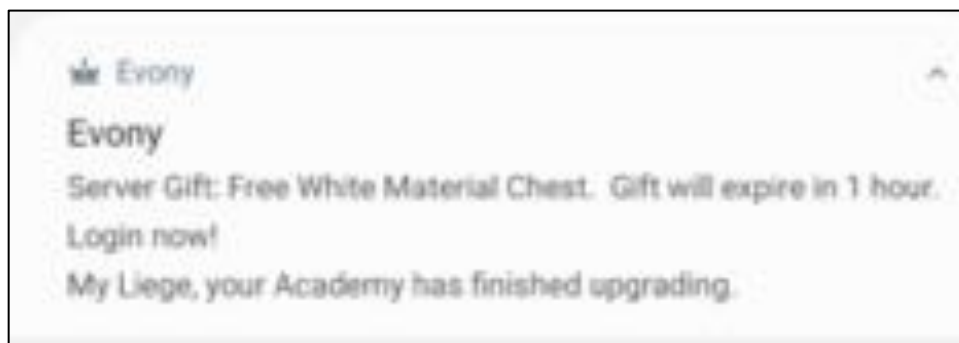 Evony
Evony
Server Gift: Free White Material Chest.  Gift will expire in 1 hour.
Login now!
My Liege, your Academy has finished upgrading.